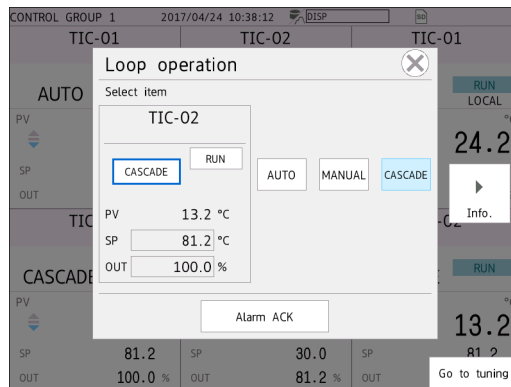 CONTROL GROUP 1 2017/04/24 10:38:12 DISP SD
TIC-01 TIC-02 TIC-01
Loop operation
Select item
AUTO
RUN
LOCAL
TIC-02
RUN
CASCADE
AUTO MANUAL CASCADE
PV 13.2 °C
SP 81.2 °C
OUT 100.0 %
Alarm ACK
PV
SP
OUT
24.2
Info.
TIC
CASCADE
RUN
PV
13.2
SP 81.2 SP 30.0 SP 81.2
OUT 100.0 % OUT 81.2 % OUT
Go to tuning